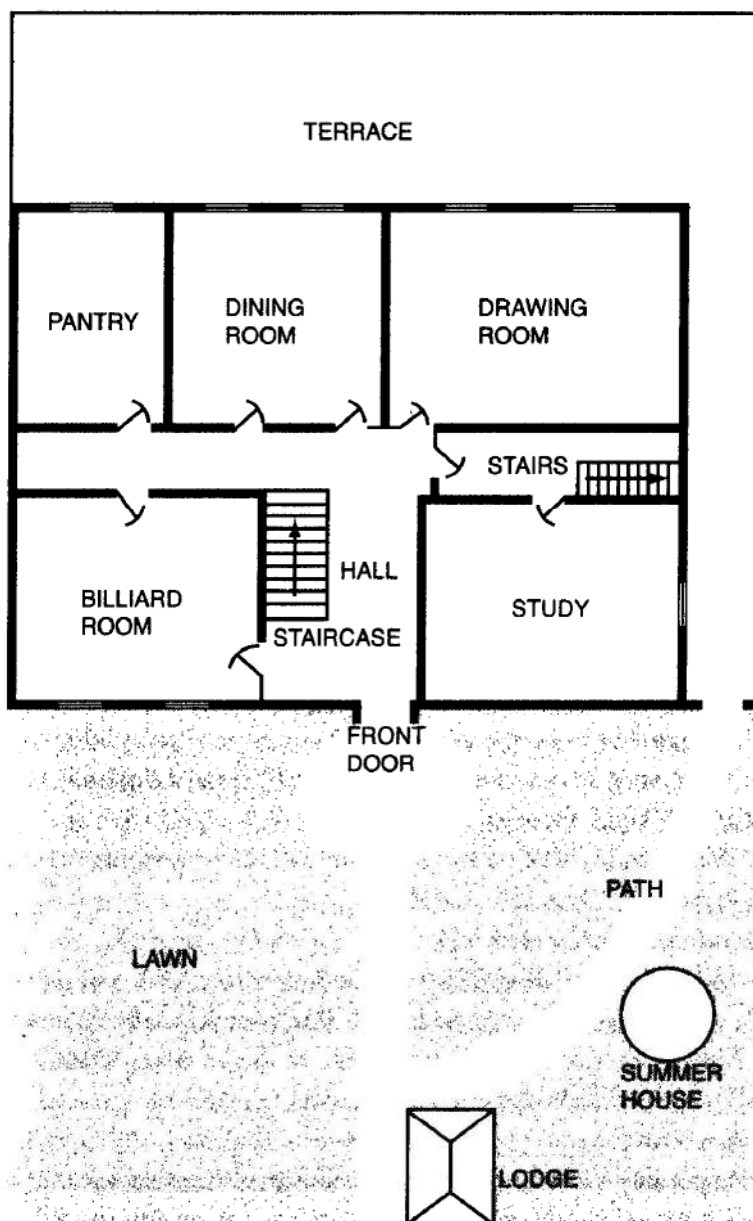 TERRACE
PANTRY
DINING
ROOM
DRAWING
ROOM
STAIRS
HALL
BILLIARD
ROOM
STUDY
STAIRCASE
FRONT
DOOR
PATH
LAWN
SUMMER
HOUSE
LODGE